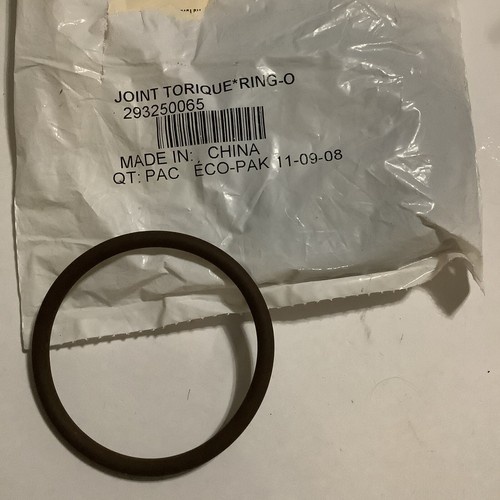 JOINT TORIQUE*RING-O
293250065
MADE IN: CHINA
QT: PAC ÉCO-PAK 11-09-08